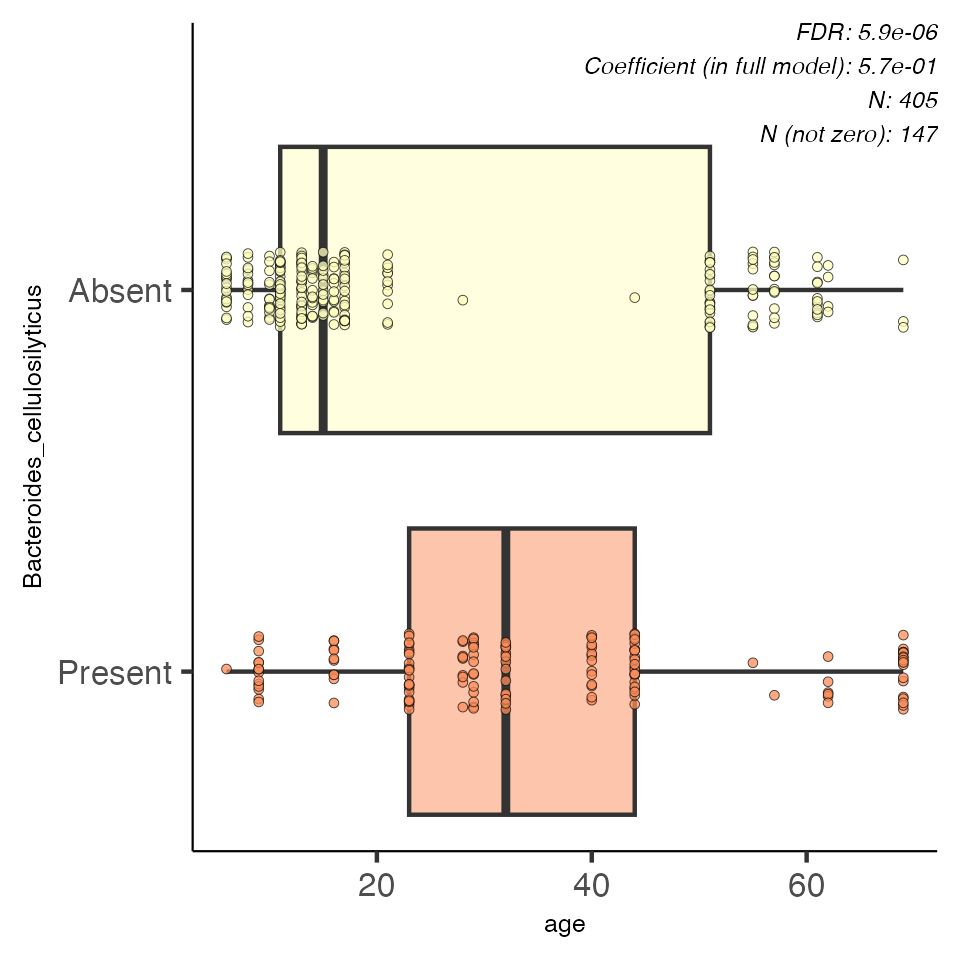 FDR: 5.9e-06
Coefficient (in full model): 5.7e-01
N: 405
N (not zero): 147
Bacteroides_cellulosilyticus
Absent
Present
20 40 60
age